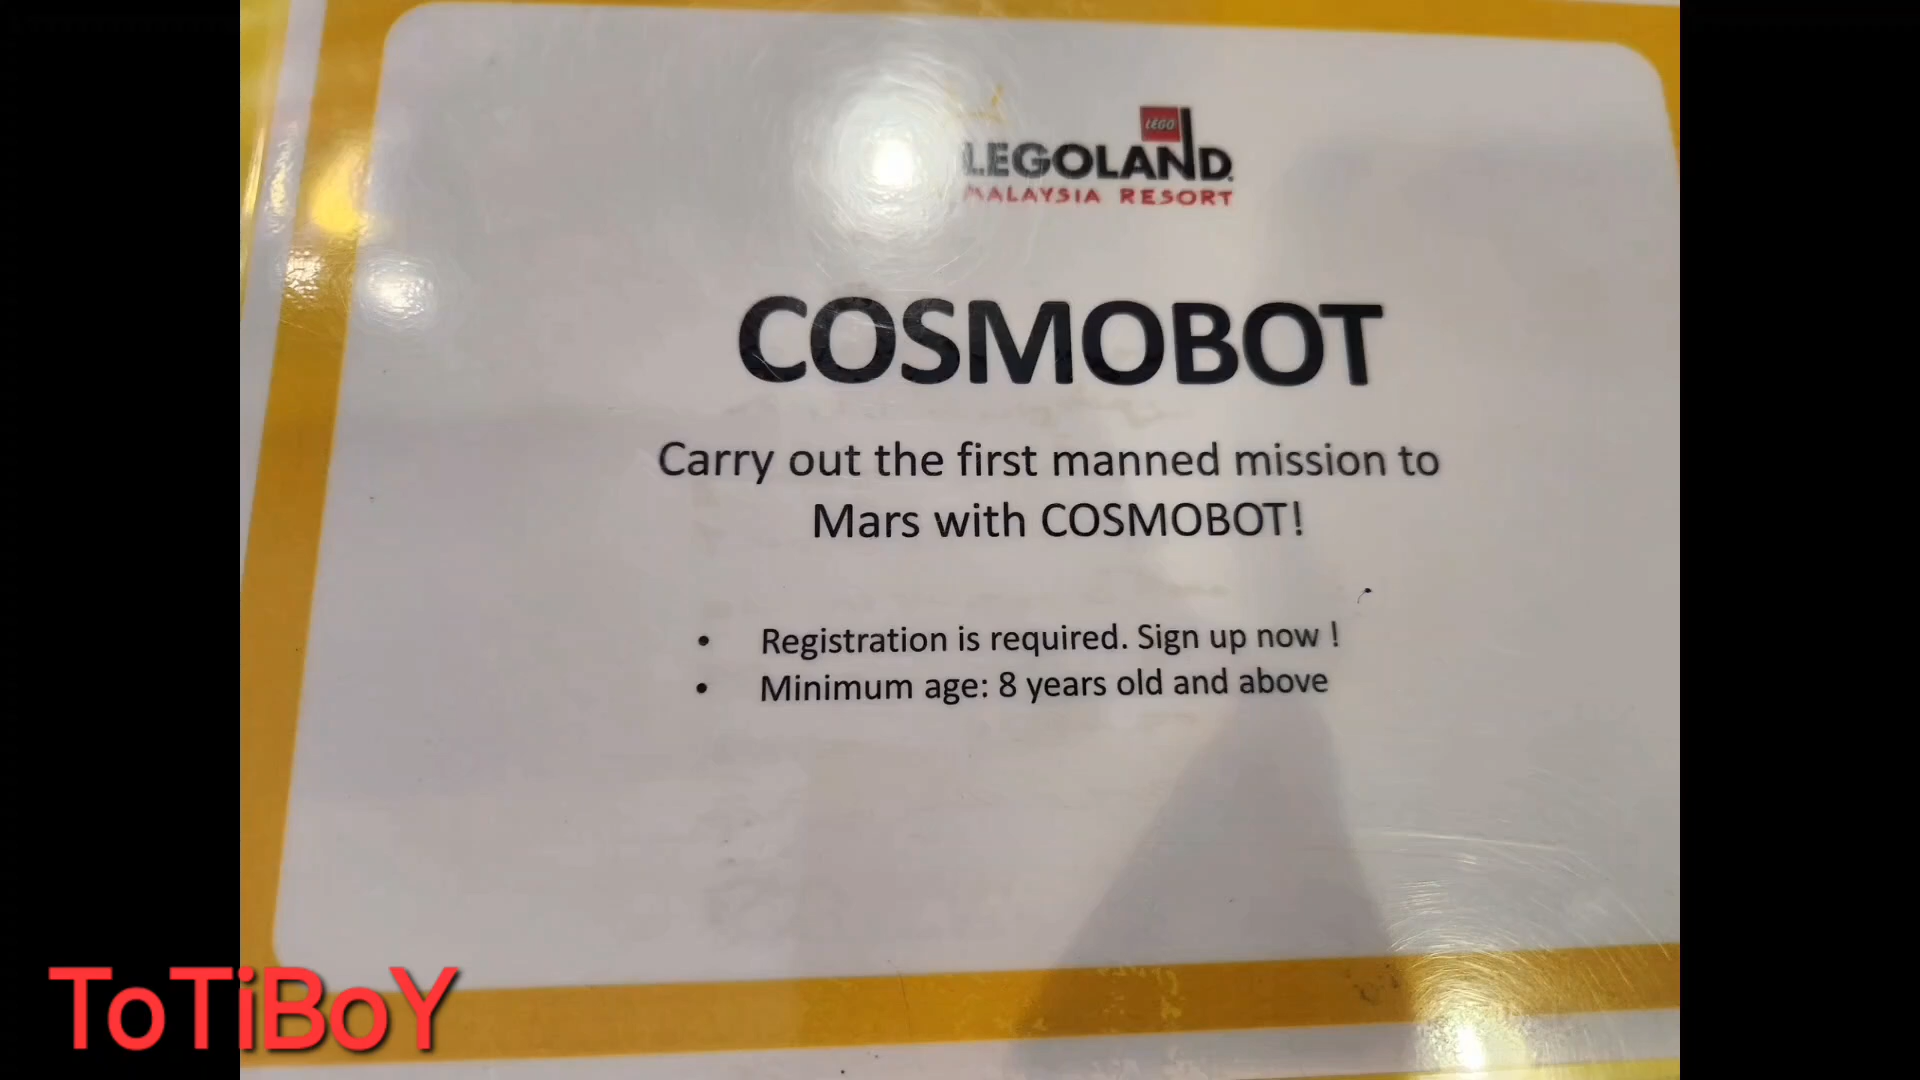 LEGO
LEGOLAND
MALAYSIA RESORT
COSMOBOT
Carry out the first manned mission to
Mars with COSMOBOT!
• Registration is required. Sign up now !
• Minimum age: 8 years old and above
ToTiBoY